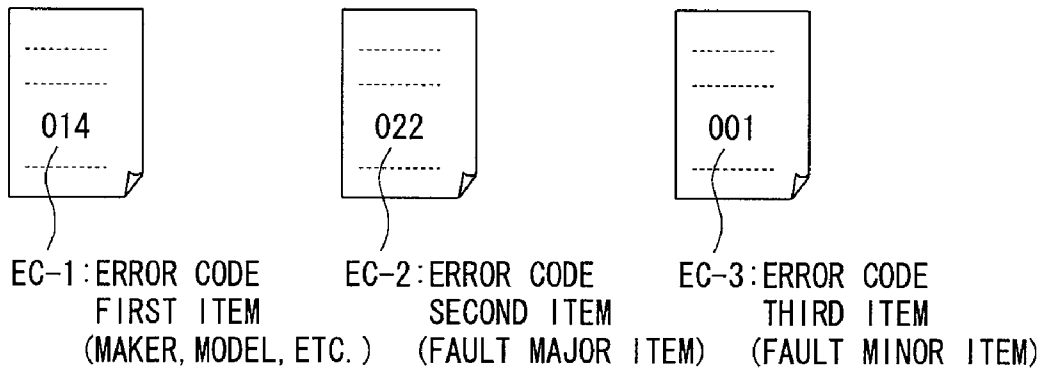 014
022
001
EC-1:ERROR CODE
FIRST ITEM
(MAKER, MODEL, ETC.)
EC-2:ERROR CODE
SECOND ITEM
(FAULT MAJOR ITEM)
EC-3:ERROR CODE
THIRD ITEM
(FAULT MINOR ITEM)